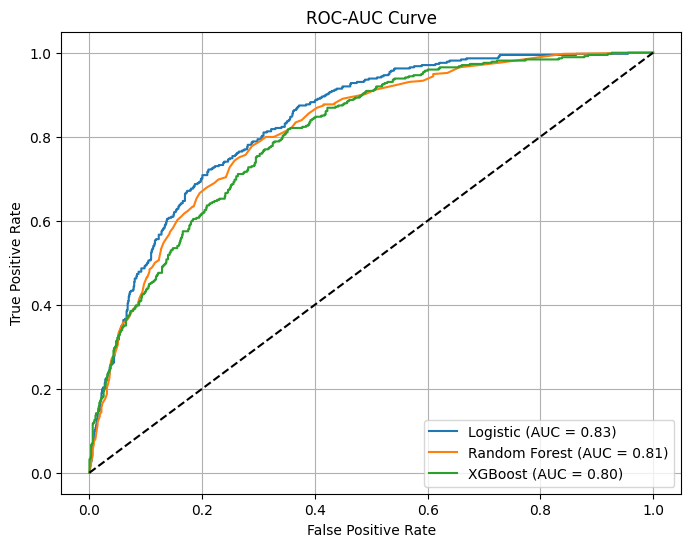 ROC-AUC Curve
True Positive Rate
1.0
0.8
0.6
0.4
0.2
0.0
Logistic (AUC = 0.83)
Random Forest (AUC = 0.81)
XGBoost (AUC = 0.80)
0.0 0.2 0.4 0.6 0.8 1.0
False Positive Rate